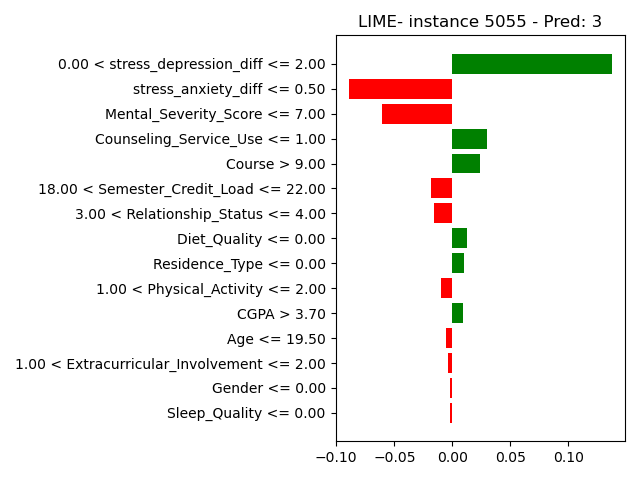 LIME- instance 5055 - Pred: 3
0.00 < stress_depression_diff <= 2.00
stress_anxiety_diff <= 0.50
Mental_Severity_Score <= 7.00
Counseling_Service_Use <= 1.00
Course > 9.00
18.00 < Semester_Credit_Load <= 22.00
3.00 < Relationship_Status <= 4.00
Diet_Quality <= 0.00
Residence_Type <= 0.00
1.00 < Physical_Activity <= 2.00
CGPA > 3.70
Age <= 19.50
1.00 < Extracurricular_Involvement <= 2.00
Gender <= 0.00
Sleep_Quality <= 0.00
−0.10 −0.05 0.00 0.05 0.10